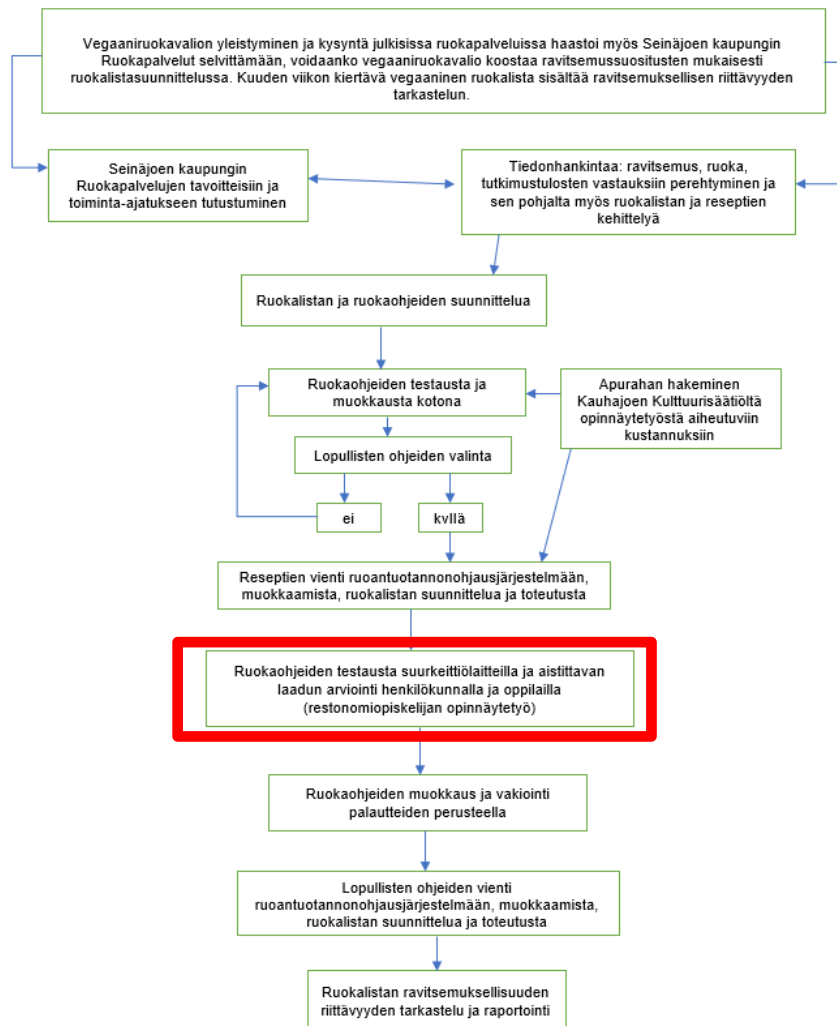 Vegaaniruokavalion yleistyminen ja kysyntä julkisissa ruokapalveluissa haastoi myös Seinäjoen kaupungin
Ruokapalvelut selvittämään, voidaanko vegaaniruokavalio koostaa ravitsemussuositusten mukaisesti
ruokalistasuunnittelussa. Kuuden viikon kiertävä vegaaninen ruokalista sisältää ravitsemuksellisen riittävyyden
tarkastelun.
Seinäjoen kaupungin
Ruokapalvelujen tavoitteisiin ja
toiminta-ajatukseen tutustuminen
Tiedonhankintaa: ravitsemus, ruoka,
tutkimustulosten vastauksiin perehtyminen ja
sen pohjalta myös ruokalistan ja reseptien
kehittelyä
Ruokalistan ja ruokaohjeiden suunnittelua
Ruokaohjeiden testausta ja
muokkausta kotona
Apurahan hakeminen
Kauhajoen Kulttuurisäätiöltä
opinnäytetyöstä aiheutuviin
kustannuksiin
Lopullisten ohjeiden valinta
ei
kyllä
Reseptien vienti ruoantuotannonohjausjärjestelmään,
muokkaamista, ruokalistan suunnittelua ja toteutusta
Ruokaohjeiden testausta suurkeittiölaitteilla ja aistittavan
laadun arviointi henkilökunnalla ja oppilailla
(restonomiopiskelijan opinnäytetyö)
Ruokaohjeiden muokkaus ja vakiointi
palautteiden perusteella
Lopullisten ohjeiden vienti
ruoantuotannonohjausjärjestelmään, muokkaamista,
ruokalistan suunnittelua ja toteutusta
Ruokalistan ravitsemuksellisuuden
riittävyyden tarkastelu ja raportointi